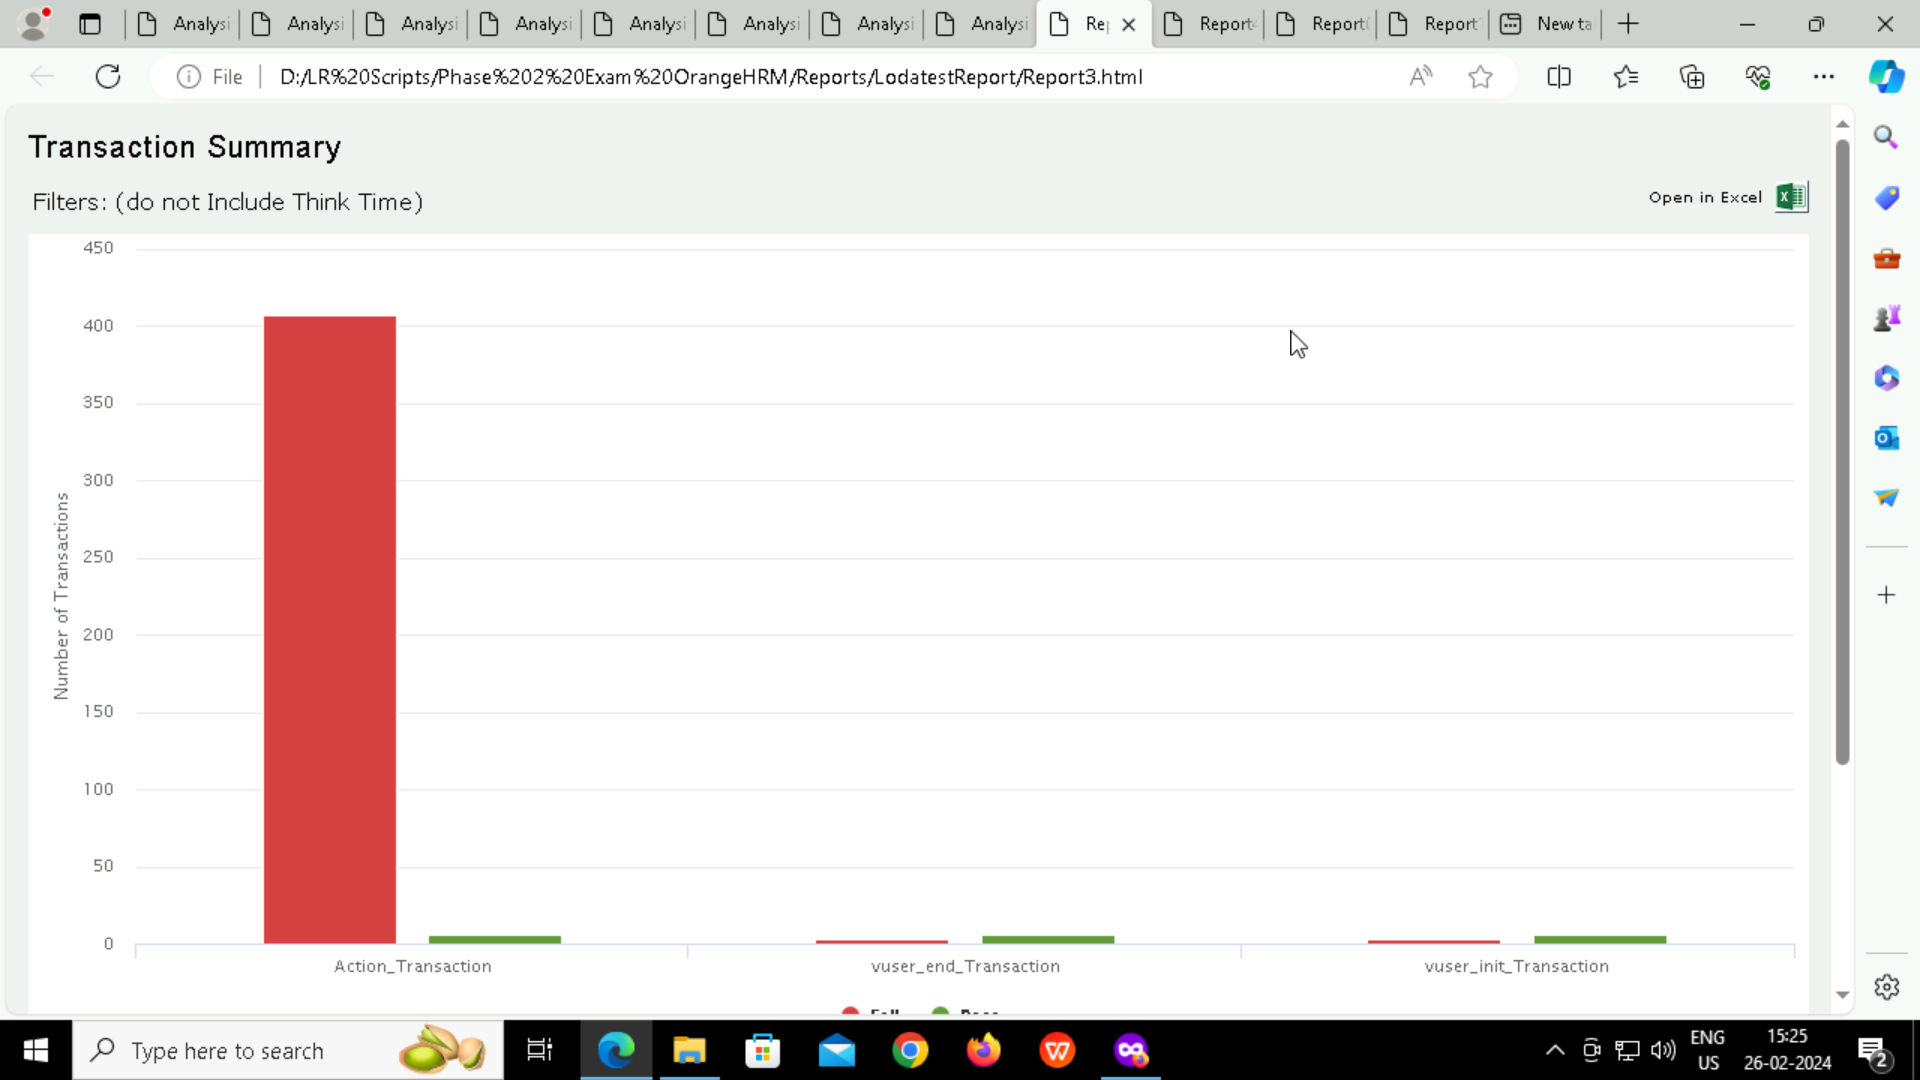 Analysi Analysi Analysi Analysi Analysi Analysi Analysi Analysi Re Report Report Report New ta
File D:/LR%20Scripts/Phase%202%20Exam%20OrangeHRM/Reports/LodatestReport/Report3.html
Transaction Summary
Filters: (do not Include Think Time)
Open in Excel
450
400
350
300
250
200
150
100
50
0
Number of Transactions
Action_Transaction vuser_end_Transaction vuser_init_Transaction
Type here to search
ENG
US
15:25
26-02-2024
2